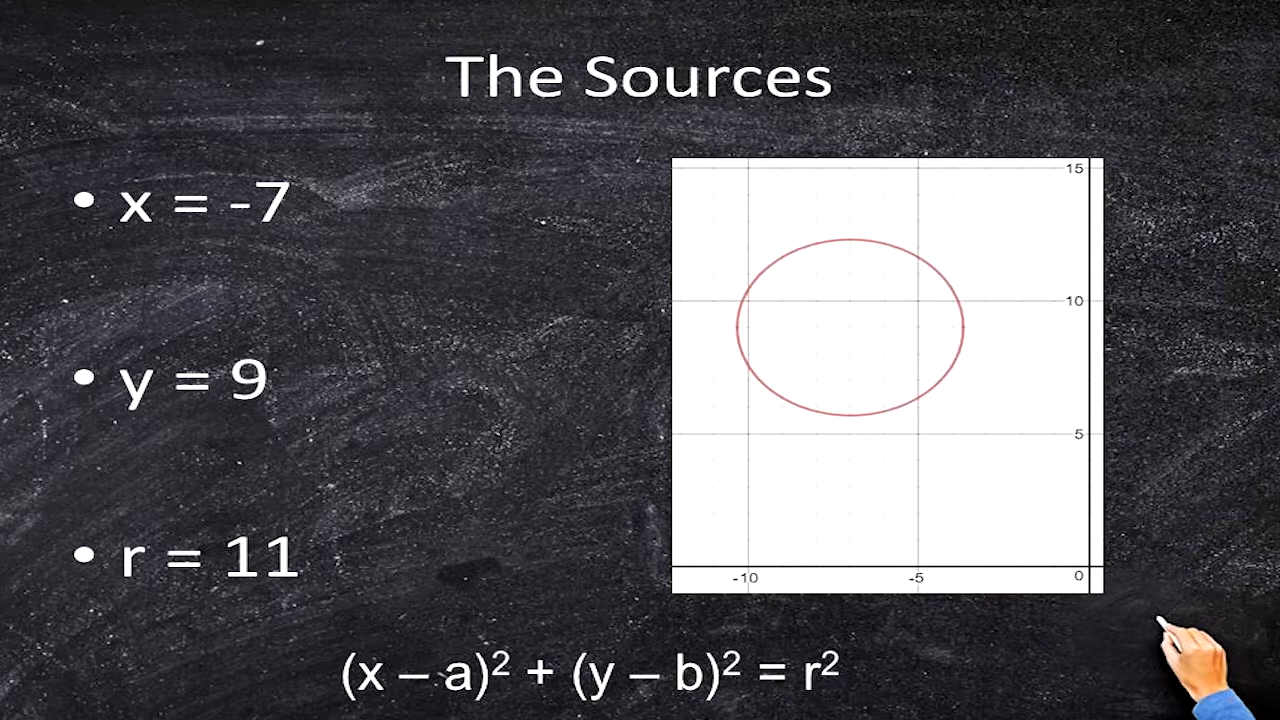 The Sources
• x = -7
• y = 9
• r = 11
15
10
5
-10 -5 0
(x – a)² + (y – b)² = r²